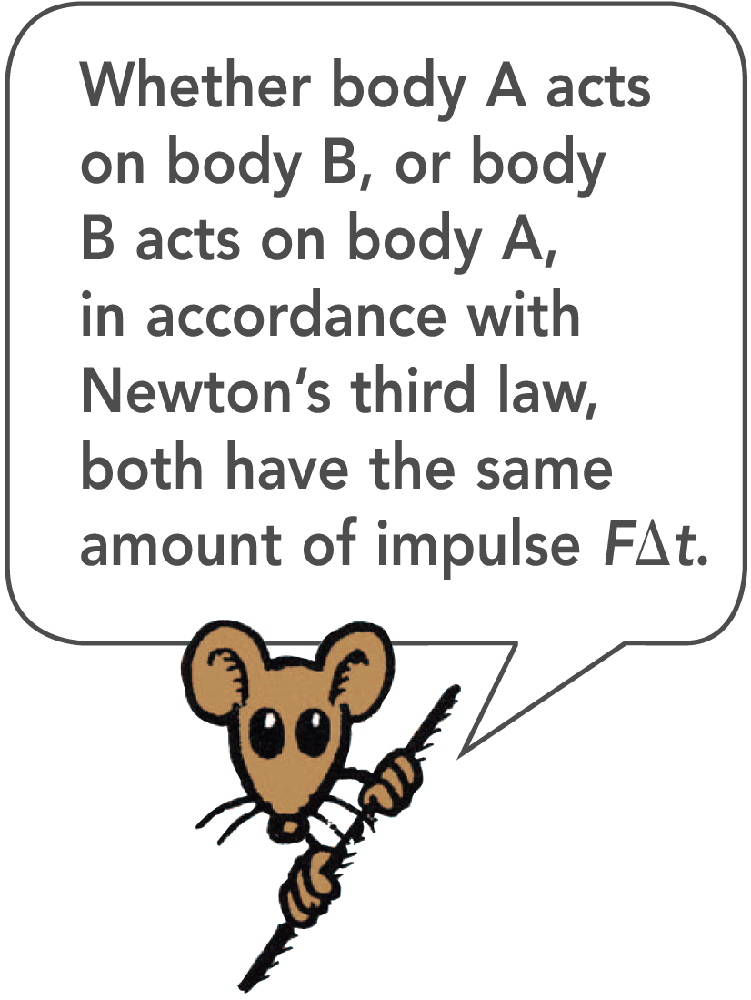 Whether body A acts
on body B, or body
B acts on body A,
in accordance with
Newton’s third law,
both have the same
amount of impulse FΔt.